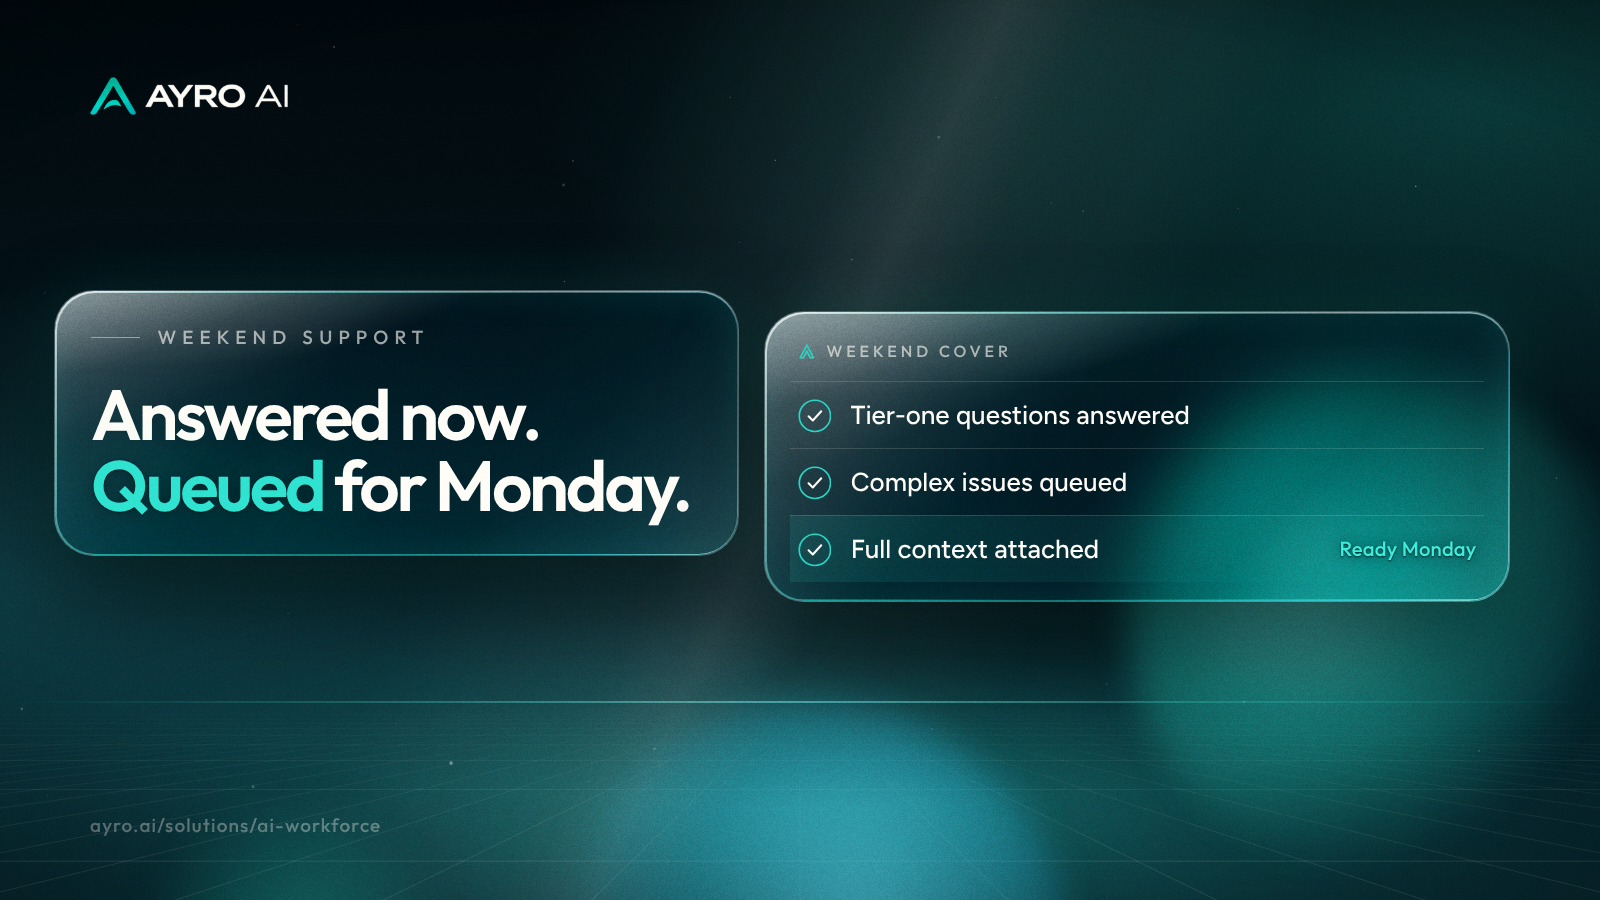 AYRO AI
WEEKEND SUPPORT
Answered now.
Queued for Monday.
WEEKEND COVER
Tier-one questions answered
Complex issues queued
Full context attached
Ready Monday
ayro.ai/solutions/ai-workforce